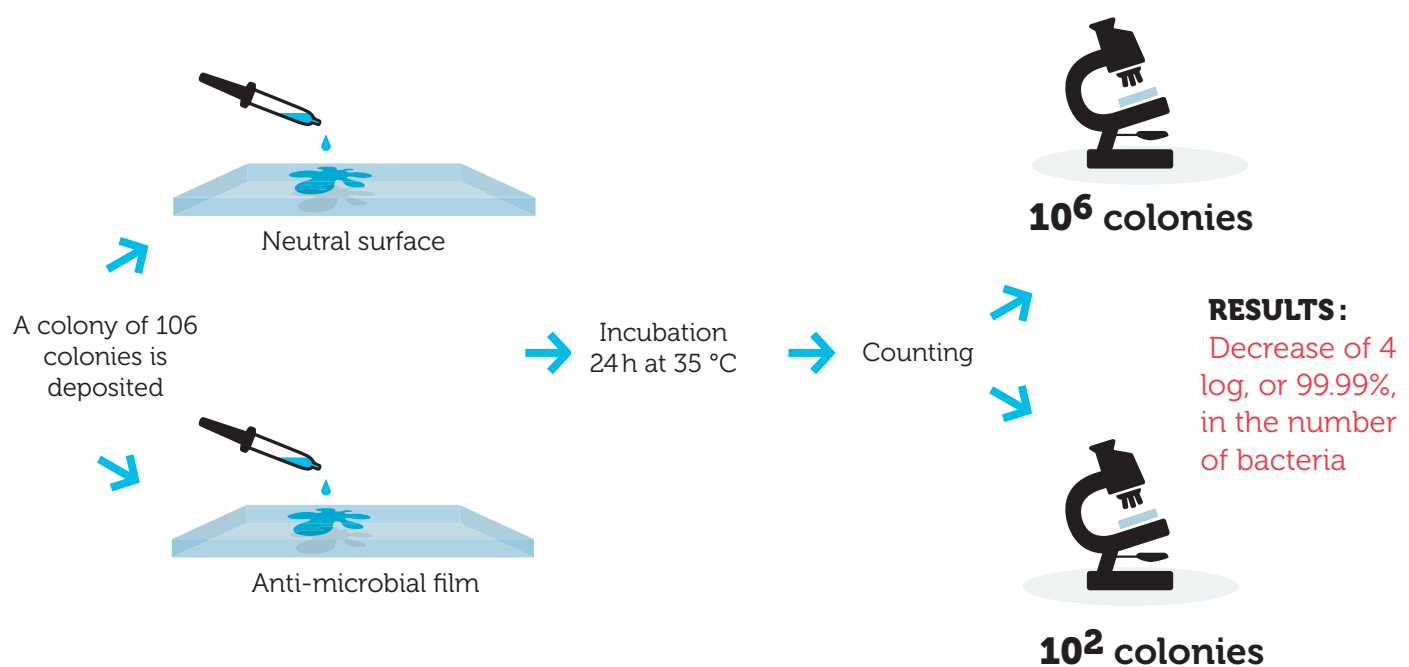 A colony of 106
colonies is
deposited
Neutral surface
Anti-microbial film
Incubation
24 h at 35 °C
Counting
10⁶ colonies
10² colonies
RESULTS :
Decrease of 4
log, or 99.99%,
in the number
of bacteria